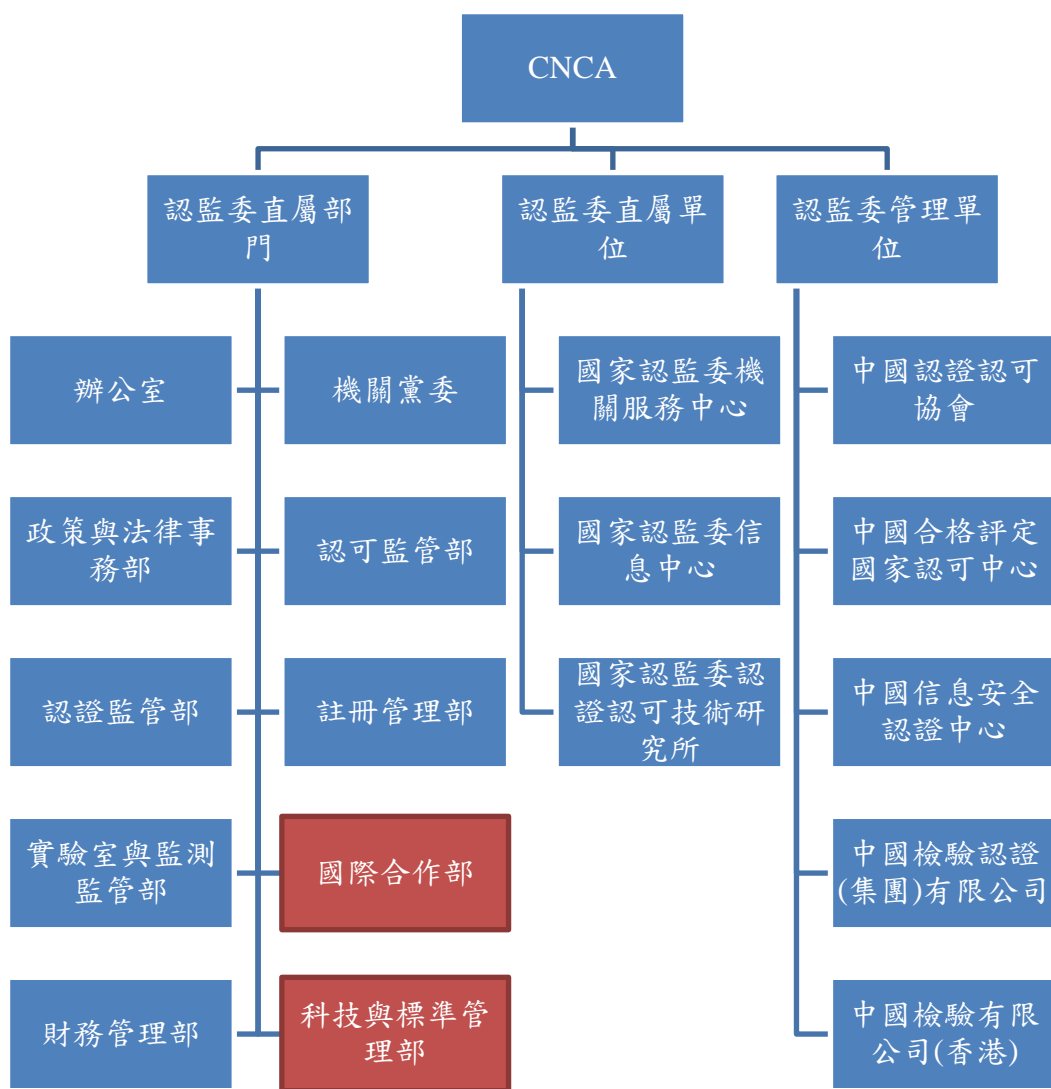 CNCA
認監委直屬部
門
認監委直屬單
位
認監委管理單
位
辦公室
機關黨委
國家認監委機
關服務中心
中國認證認可
協會
政策與法律事
務部
認可監管部
國家認監委信
息中心
中國合格評定
國家認可中心
認證監管部
註冊管理部
國家認監委認
證認可技術研
究所
中國信息安全
認證中心
實驗室與監測
監管部
國際合作部
中國檢驗認證
(集團)有限公司
財務管理部
科技與標準管
理部
中國檢驗有限
公司(香港)